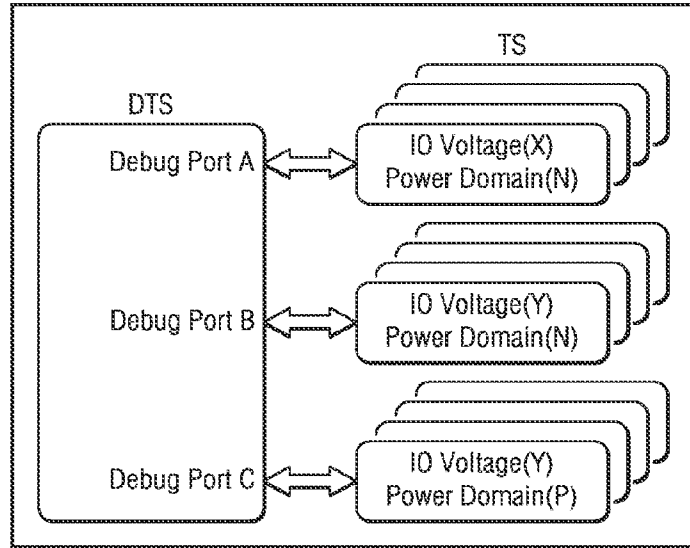 TS
DTS
Debug Port A
IO Voltage(X)
Power Domain(N)
Debug Port B
IO Voltage(Y)
Power Domain(N)
Debug Port C
IO Voltage(Y)
Power Domain(P)